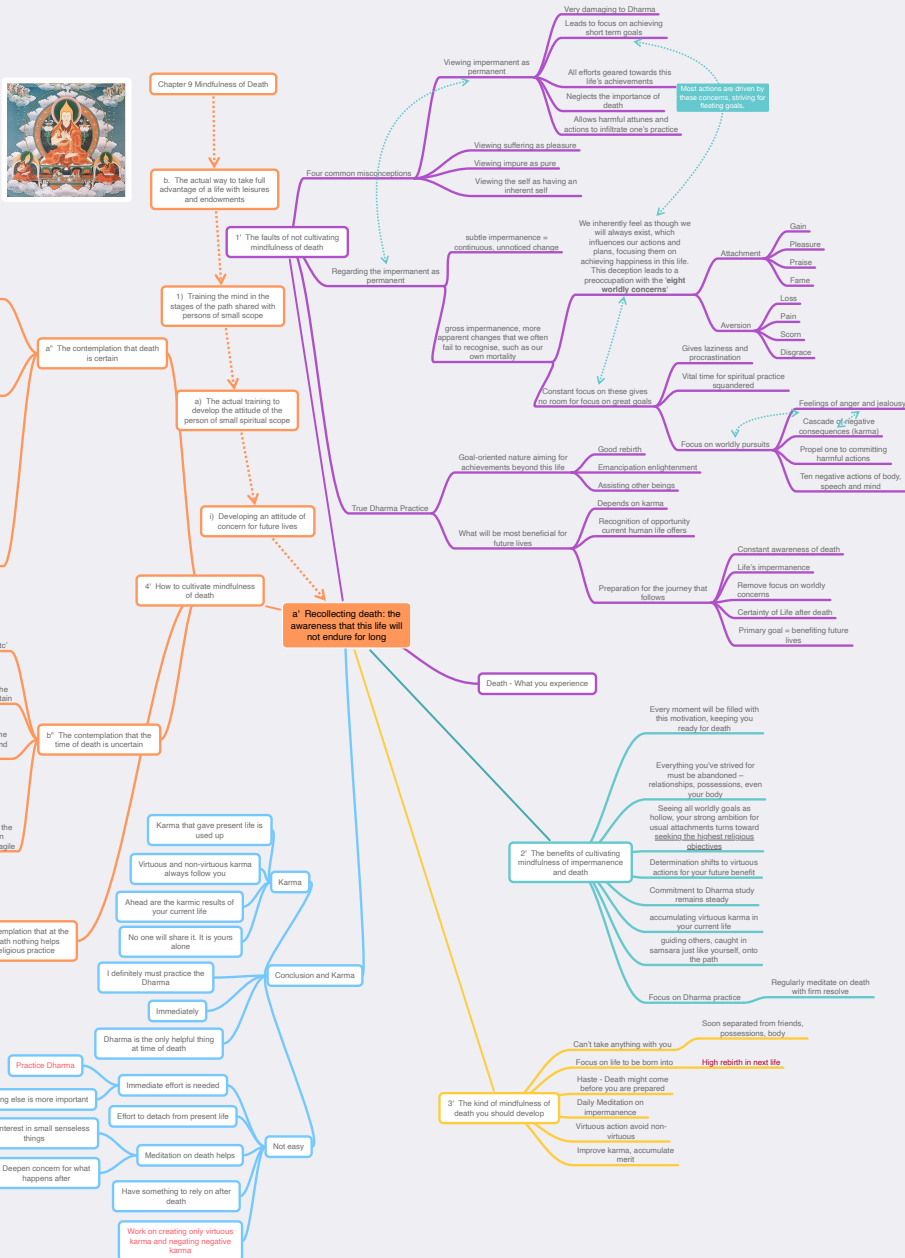 Chapter 9 Mindfulness of Death
b. The actual way to take full
advantage of a life with leisures
and endowments
1) Training the mind in the
stages of the path shared with
persons of small scope
a) The actual training to
develop the attitude of the
person of small spiritual scope
i) Developing an attitude of
concern for future lives
a' Recollecting death: the
awareness that this life will
not endure for long
1' The faults of not cultivating
mindfulness of death
Four common misconceptions
Viewing impermanent as
permanent
Very damaging to Dharma
Leads to focus on achieving
short term goals
All efforts geared towards this
life's achievements
Neglects the importance of
death
Allows harmful attunes and
actions to infiltrate one's practice
Most actions are driven by
these concerns, striving for
fleeting goals.
Viewing suffering as pleasure
Viewing impure as pure
Viewing the self as having an
inherent self
Regarding the impermanent as
permanent
subtle impermanence =
continuous, unnoticed change
gross impermanence, more
apparent changes that we often
fail to recognise, such as our
own mortality
We inherently feel as though we
will always exist, which
influences our actions and
plans, focusing them on
achieving happiness in this life.
This deception leads to a
preoccupation with the 'eight
worldly concerns'
Attachment
Gain
Pleasure
Praise
Fame
Aversion
Loss
Pain
Scorn
Disgrace
Constant focus on these gives
no room for focus on great goals
Gives laziness and
procrastination
Vital time for spiritual practice
squandered
Focus on worldly pursuits
Feelings of anger and jealousy
Cascade of negative
consequences (karma)
Propel one to committing
harmful actions
Ten negative actions of body,
speech and mind
True Dharma Practice
Goal-oriented nature aiming for
achievements beyond this life
Good rebirth
Emancipation enlightenment
Assisting other beings
What will be most beneficial for
future lives
Depends on karma
Recognition of opportunity
current human life offers
Preparation for the journey that
follows
Constant awareness of death
Life's impermanence
Remove focus on worldly
concerns
Certainty of Life after death
Primary goal = benefiting future
lives
Death - What you experience
2' The benefits of cultivating
mindfulness of impermanence
and death
Every moment will be filled with
this motivation, keeping you
ready for death
Everything you've strived for
must be abandoned –
relationships, possessions, even
your body
Seeing all worldly goals as
hollow, your strong ambition for
usual attachments turns toward
seeking the highest religious
objectives
Determination shifts to virtuous
actions for your future benefit
Commitment to Dharma study
remains steady
accumulating virtuous karma in
your current life
guiding others, caught in
samsara just like yourself, onto
the path
Focus on Dharma practice
Regularly meditate on death
with firm resolve
3' The kind of mindfulness of
death you should develop
Can't take anything with you
Soon separated from friends,
possessions, body
Focus on life to be born into
High rebirth in next life
Haste - Death might come
before you are prepared
Daily Meditation on
impermanence
Virtuous action avoid non-
virtuous
Improve karma, accumulate
merit
4' How to cultivate mindfulness
of death
a" The contemplation that death
is certain
b" The contemplation that the
time of death is uncertain
tc'
he
tain
ne
nd
the
n
agile
emplation that at the
ath nothing helps
eligious practice
Conclusion and Karma
Karma
Karma that gave present life is
used up
Virtuous and non-virtuous karma
always follow you
Ahead are the karmic results of
your current life
No one will share it. It is yours
alone
I definitely must practice the
Dharma
Immediately
Dharma is the only helpful thing
at time of death
Not easy
Immediate effort is needed
Practice Dharma
ng else is more important
Effort to detach from present life
Meditation on death helps
nterest in small senseless
things
Deepen concern for what
happens after
Have something to rely on after
death
Work on creating only virtuous
karma and negating negative
karma